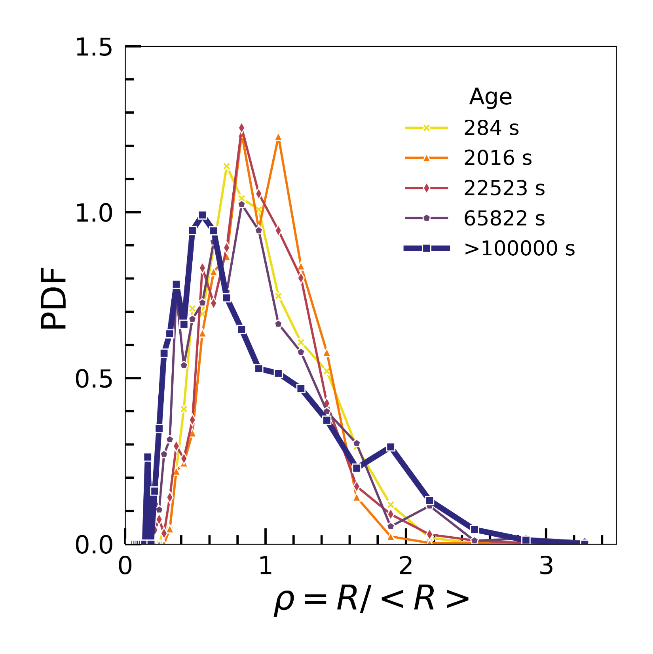 1.5
1.0
0.5
0.0
PDF
0
1
2
3
ρ = R/ < R >
Age
284 s
2016 s
22523 s
65822 s
>100000 s